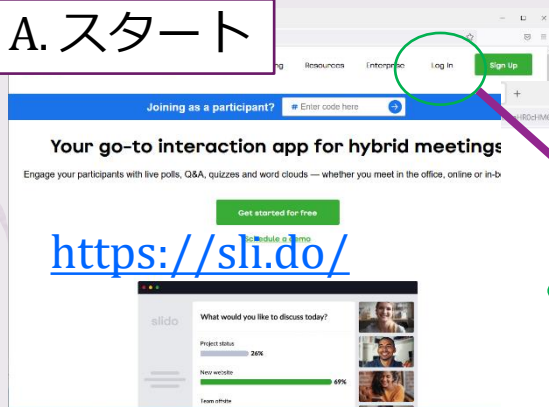 A. スタート
Resources Enterprise Log In Sign Up
Joining as a participant? # Enter code here
Your go-to interaction app for hybrid meetings
Engage your participants with live polls, Q&A, quizzes and word clouds — whether you meet in the office, online or in-b
Get started for free
Schedule a demo
https://sli.do/
slido
What would you like to discuss today?
Project status
26%
New website
69%
Team offsite